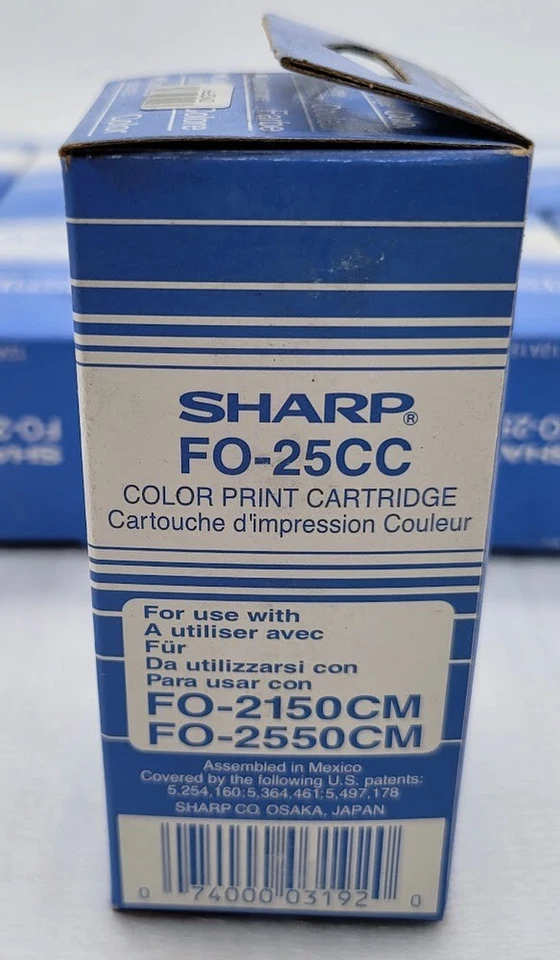 Color
SHARP®
FO-25CC
COLOR PRINT CARTRIDGE
Cartouche d'impression Couleur
For use with
A utiliser avec
Für
Da utilizzarsi con
Para usar con
FO-2150CM
FO-2550CM
Assembled in Mexico
Covered by the following U.S. patents:
5.254,160:5,364,461:5,497,178
SHARP CO. OSAKA, JAPAN
0 74000 03192 0